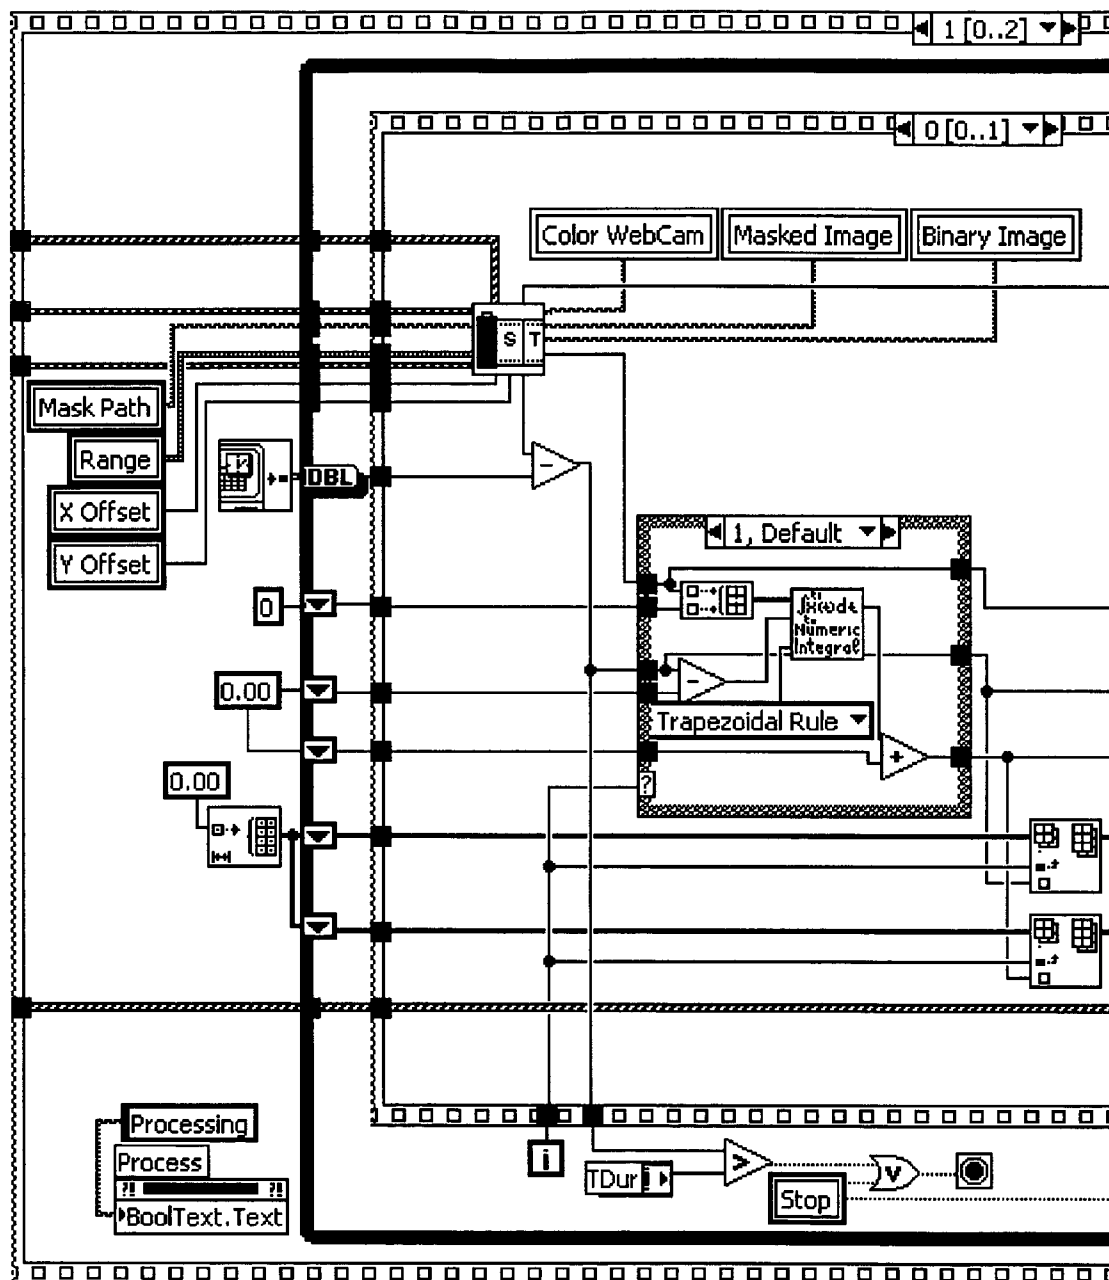 1 [0..2]
0 [0..1]
Color WebCam
Masked Image
Binary Image
S T
Mask Path
Range
X Offset
Y Offset
DBL
1, Default
0
Numeric
Integral
0.00
Trapezoidal Rule
+
?
0.00
Processing
i
Process
TDur
>
v
?! ?!
Stop
BoolText.Text